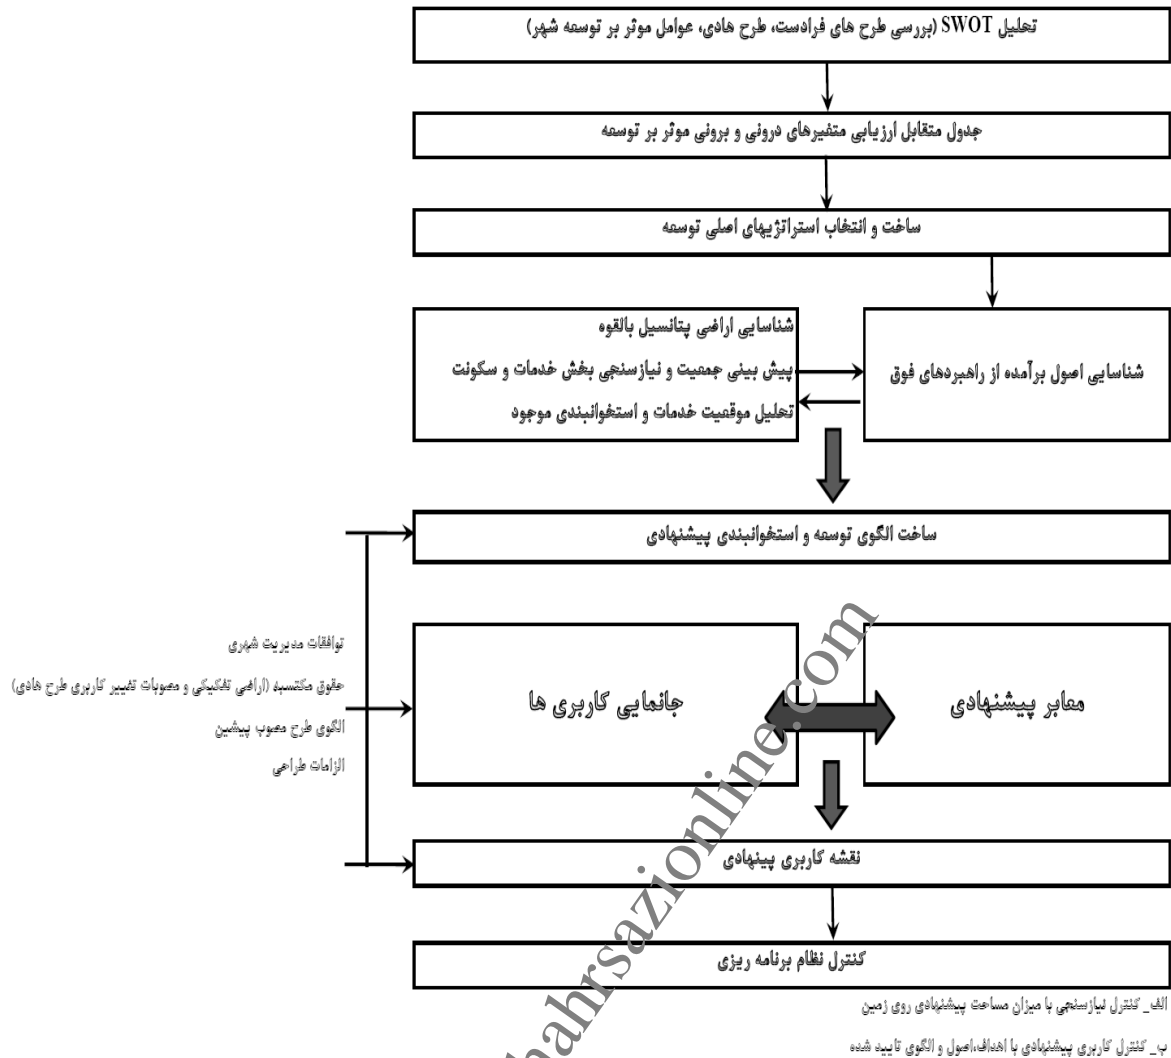 تحلیل SWOT (بررسی طرح های فرادست، طرح هادی، عوامل موثر بر توسعه شهر)
جدول متقابل ارزیابی متغیرهای درونی و برونی موثر بر توسعه
ساخت و انتخاب استراتژیهای اصلی توسعه
شناسایی اصول برآمده از راهبردهای فوق
شناسایی اراضی پتانسیل بالقوه
پیش بینی جمعیت و نیازسنجی بخش خدمات و سکونت
تحلیل موقعیت خدمات و استخوانبندی موجود
ساخت الگوی توسعه و استخوانبندی پیشنهادی
معابر پیشنهادی
جانمایی کاربری ها
توافقات مدیریت شهری
حقوق مکتسبه (اراضی تفکیکی و مصوبات تغییر کاربری طرح هادی)
الگوی طرح مصوب پیشین
الزامات طراحی
نقشه کاربری پینهادی
کنترل نظام برنامه ریزی
الف_ کنترل نیازسنجی با میزان مساحت پیشنهادی روی زمین
ب_ کنترل کاربری پیشنهادی با اهداف،اصول و الگوی تایید شده
bahrsazionline.com